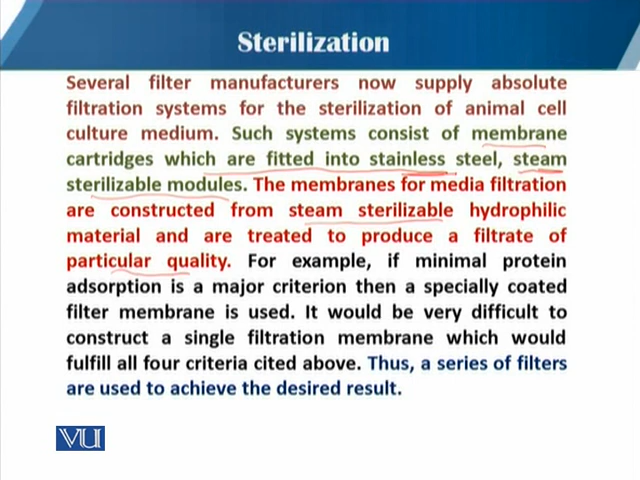 Sterilization
Several filter manufacturers now supply absolute
filtration systems for the sterilization of animal cell
culture medium. Such systems consist of membrane
cartridges which are fitted into stainless steel, steam
sterilizable modules. The membranes for media filtration
are constructed from steam sterilizable hydrophilic
material and are treated to produce a filtrate of
particular quality. For example, if minimal protein
adsorption is a major criterion then a specially coated
filter membrane is used. It would be very difficult to
construct a single filtration membrane which would
fulfill all four criteria cited above. Thus, a series of filters
are used to achieve the desired result.
VU